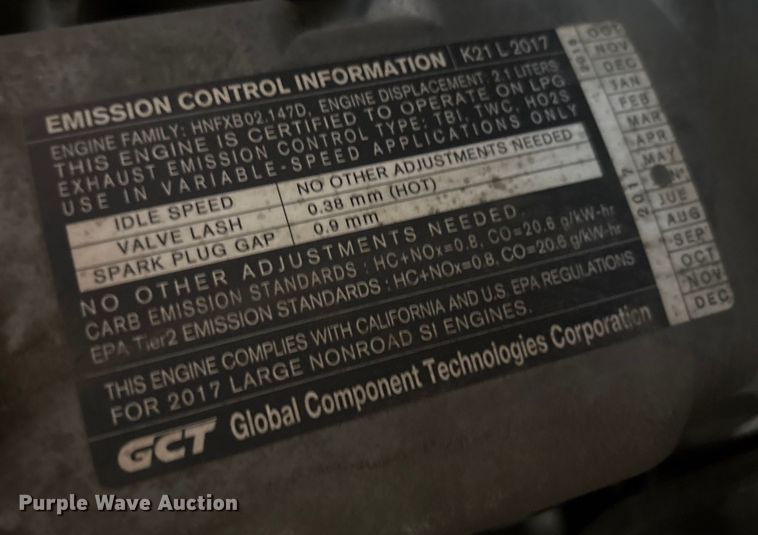 EMISSION CONTROL INFORMATION K21 L-2017
ENGINE FAMILY: HNFXB02.147D, ENGINE DISPLACEMENT: 2.1 LITERS
THIS ENGINE IS CERTIFIED TO OPERATE ON LPG
EXHAUST EMISSION CONTROL TYPE: TBI, TWC, HO2S,
USE IN VARIABLE-SPEED APPLICATIONS ONLY
IDLE SPEED NO OTHER ADJUSTMENTS NEEDED
VALVE LASH 0.38 mm (HOT)
SPARK PLUG GAP 0.9 mm
NO OTHER ADJUSTMENTS NEEDED.
CARB EMISSION STANDARDS : HC+NOx=0.8, CO=20.6 g/kW-hr
EPA Tier2 EMISSION STANDARDS : HC+NOx=0.8, CO=20.6 g/kW-hr
THIS ENGINE COMPLIES WITH CALIFORNIA AND U.S. EPA REGULATIONS
FOR 2017 LARGE NONROAD SI ENGINES.
GCT Global Component Technologies Corporation
OCT
NOV
DEC
2017
JAN
FEB
MAR
APR
MAY
JUE
AUG
SEP
OCT
NOV
DEC
Purple Wave Auction